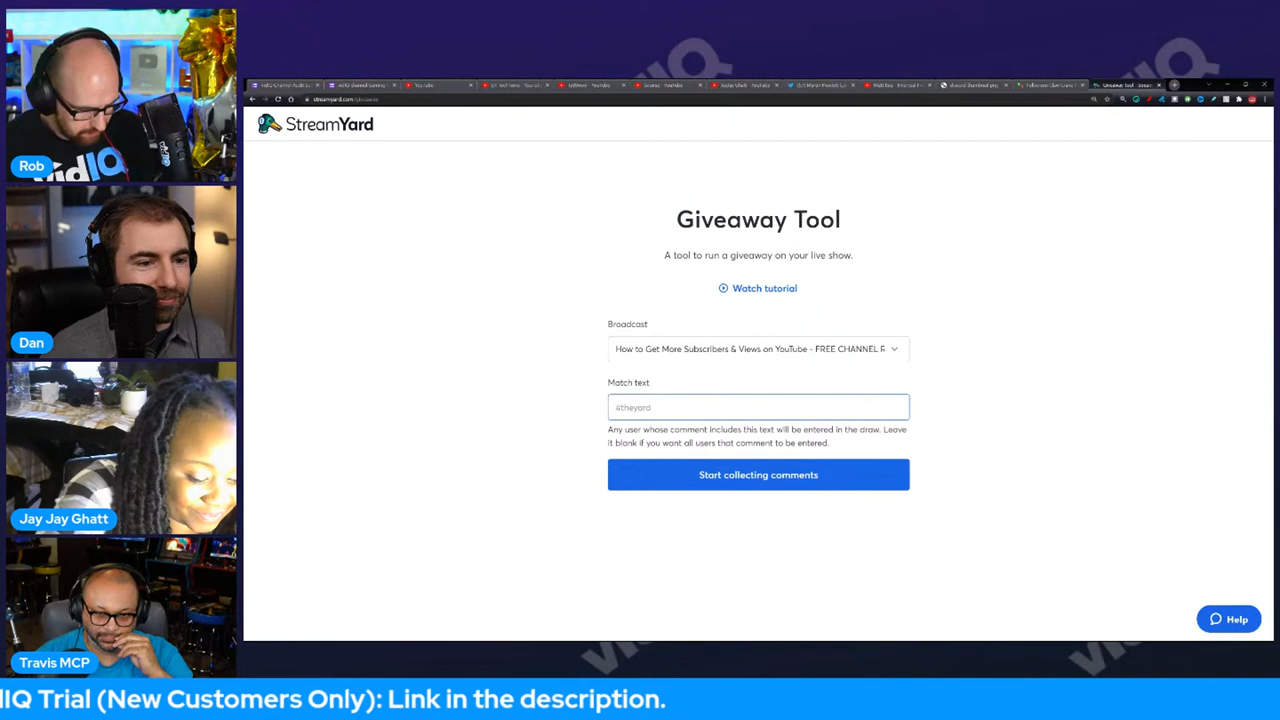 Rob
vidIQ
Dan
Jay Jay Ghatt
Travis MCP
vidIQ
StreamYard
Giveaway Tool
A tool to run a giveaway on your live show.
Watch tutorial
Broadcast
How to Get More Subscribers & Views on YouTube - FREE CHANNEL R
Match text
#theyard
Any user whose comment includes this text will be entered in the draw. Leave
it blank if you want all users that comment to be entered.
Start collecting comments
Help
IQ Trial (New Customers Only): Link in the description.